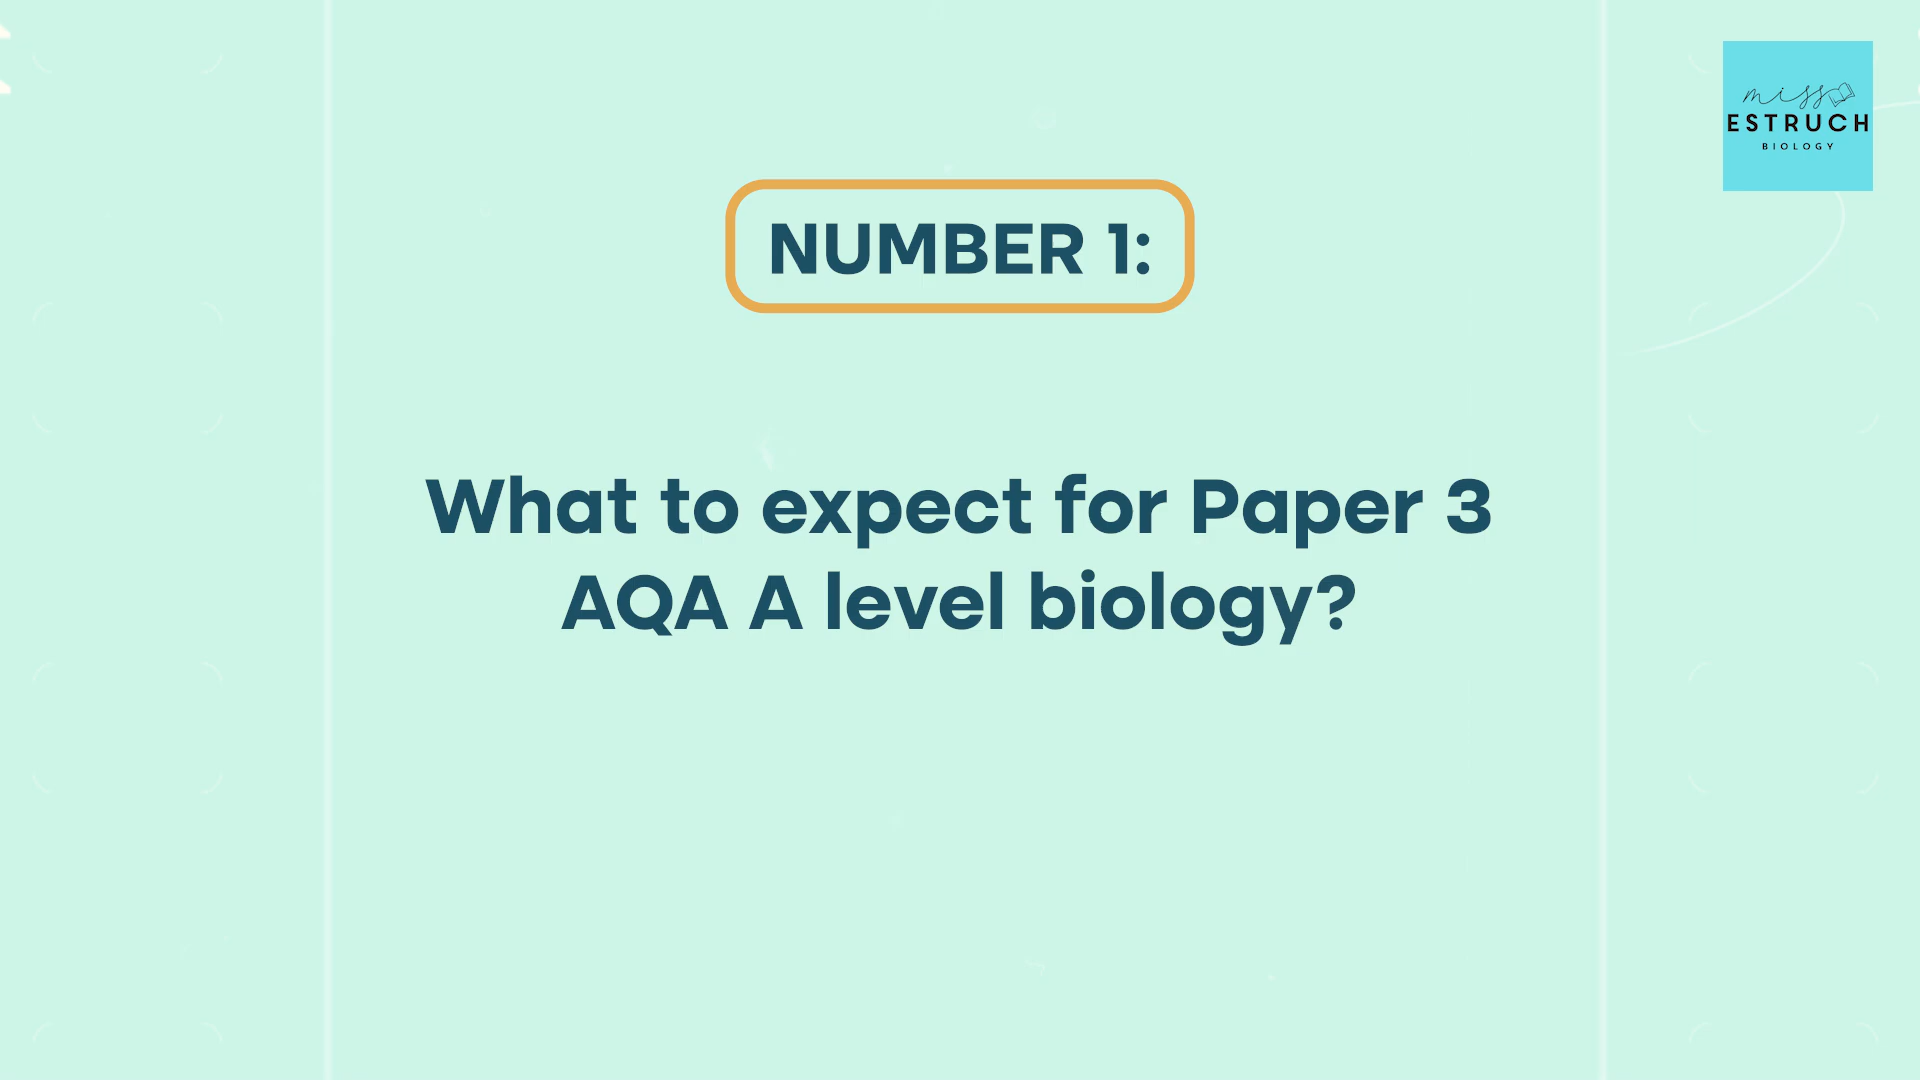 miss
ESTRUCH
BIOLOGY
NUMBER 1:
What to expect for Paper 3
AQA A level biology?